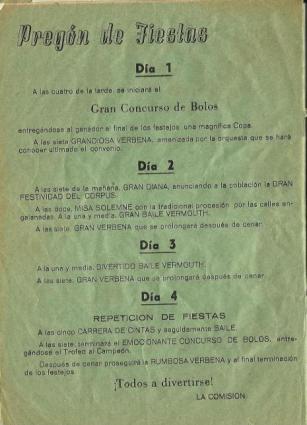 Pregón de Fiestas
Día 1
A las cuatro de la tarde, se iniciará el
Gran Concurso de Bolos
entregándose al ganador al final de los festejos una magnífica Copa.
A las siete GRANDIOSA VERBENA, amenizada por la orquesta que se hará
conocer ultimado el convenio.
Día 2
A las siete de la mañana, GRAN DIANA, anunciando a la población la GRAN
FESTIVIDAD DEL CORPUS.
A las doce, MISA SOLEMNE con la tradicional procesión por las calles en-
galanadas. A la una y media, GRAN BAILE VERMOUTH.
A las siete, GRAN VERBENA que se prolongará después de cenar.
Día 3
A la una y media, DIVERTIDO BAILE VERMOUTH.
A las siete, GRAN VERBENA que se prolongará después de cenar.
Día 4
REPETICION DE FIESTAS
A las cinco CARRERA DE CINTAS y seguidamente BAILE.
A las siete, terminará el EMOCIONANTE CONCURSO DE BOLOS, entre-
gándose el Trofeo al Campeón.
Después de cenar proseguirá la RUMBOSA VERBENA y al final terminación
de los festejos.
¡Todos a divertirse!
LA COMISION